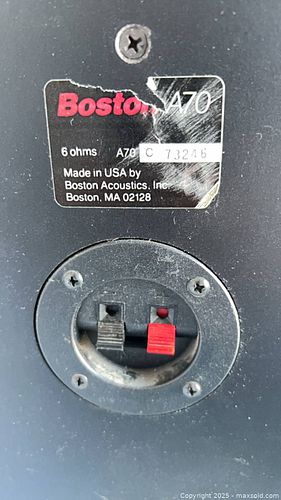 Boston A70
6 ohms A70 C 73246
Made in USA by
Boston Acoustics, Inc.
Boston, MA 02128
Copyright © 2025 - maxsold.com